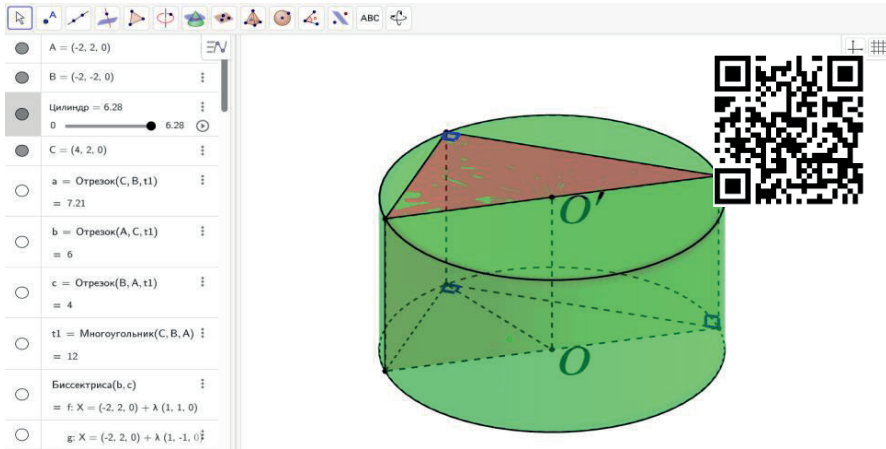 ABC
A = (-2, 2, 0)
B = (-2, -2, 0)
Цилиндр = 6.28
0 6.28
C = (4, 2, 0)
a = Отрезок(C, B, t1)
= 7.21
b = Отрезок(A, C, t1)
= 6
c = Отрезок(B, A, t1)
= 4
t1 = Многоугольник(C, B, A)
= 12
Биссектриса(b, c)
= f: X = (-2, 2, 0) + λ (1, 1, 0)
g: X = (-2, 2, 0) + λ (1, -1, 0)
O'
O